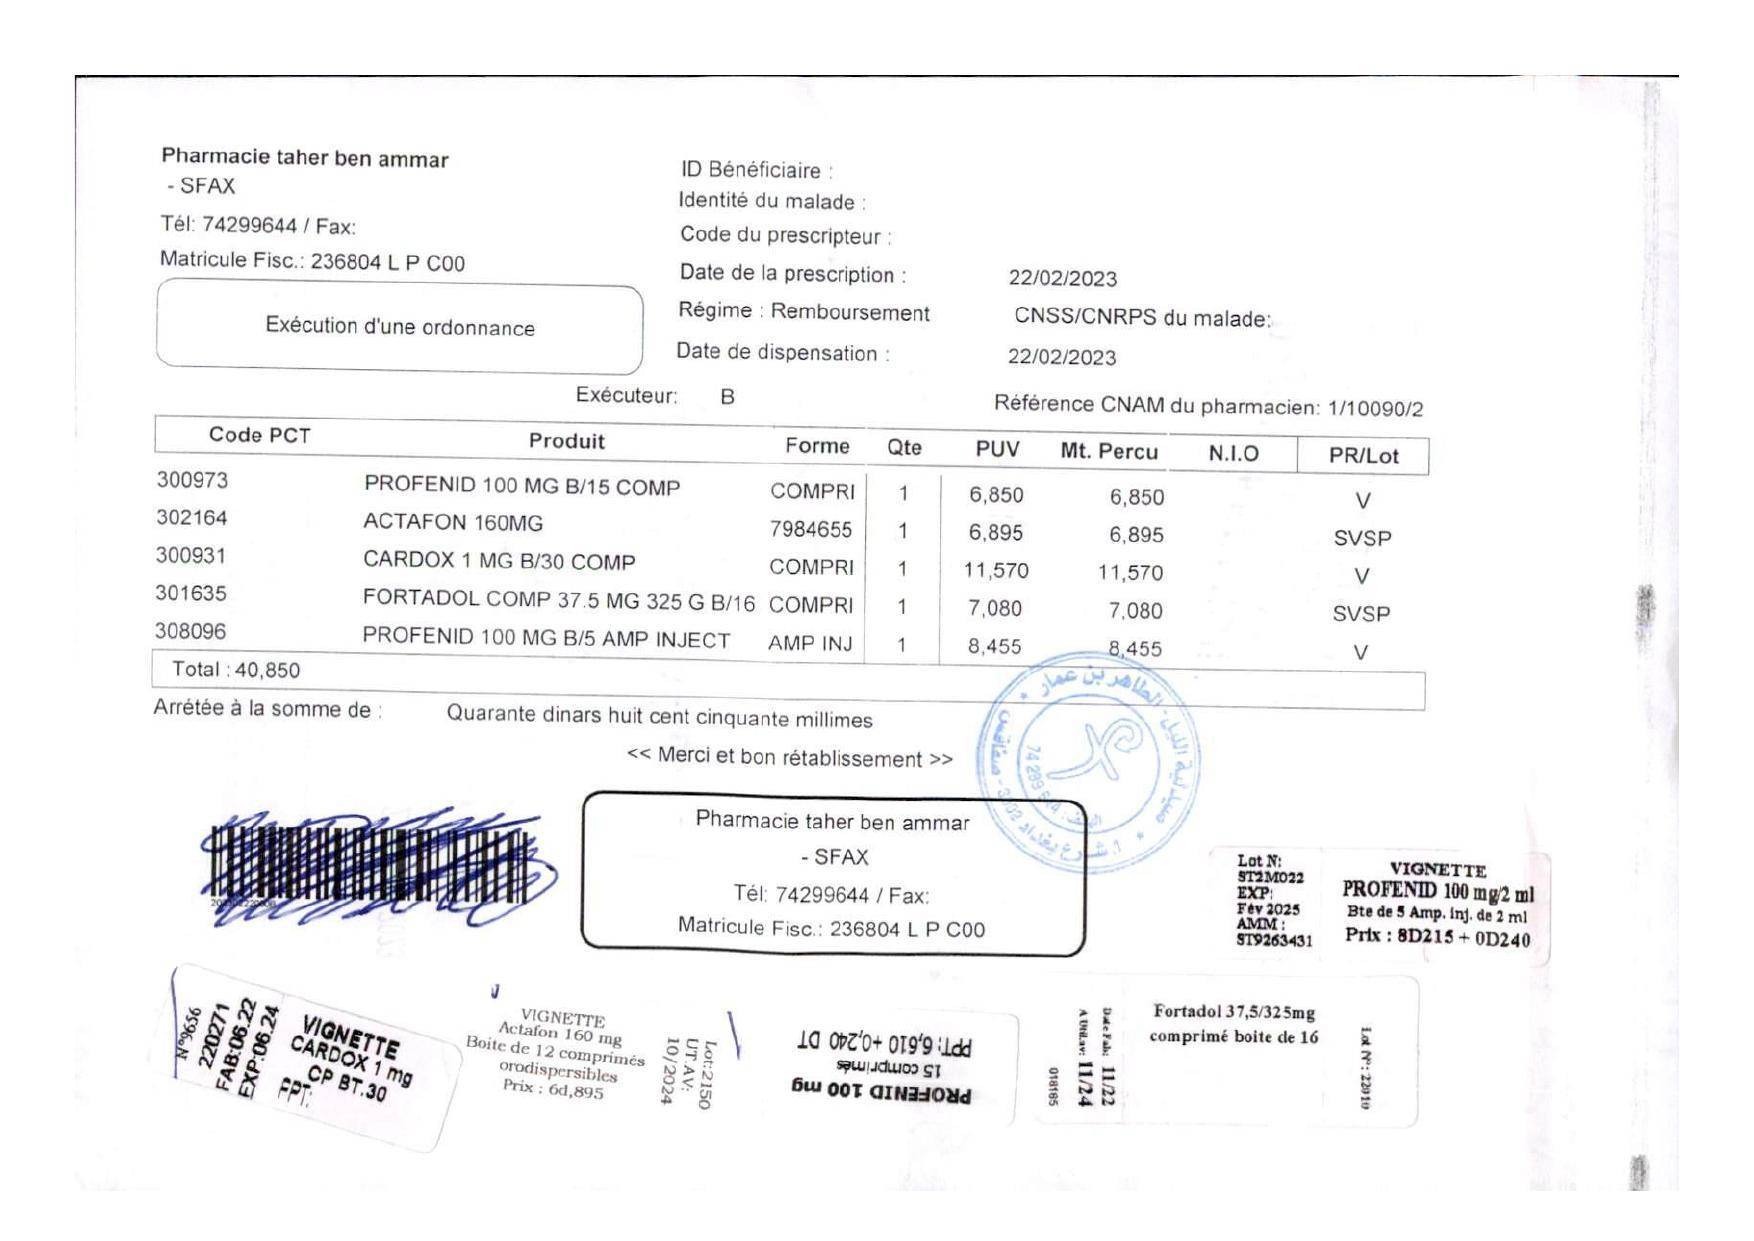 Pharmacie taher ben ammar
- SFAX
Tél: 74299644 / Fax:
Matricule Fisc.: 236804 L P C00
Exécution d'une ordonnance
ID Bénéficiaire :
Identité du malade :
Code du prescripteur :
Date de la prescription : 22/02/2023
Régime : Remboursement CNSS/CNRPS du malade:
Date de dispensation : 22/02/2023
Exécuteur: B
Référence CNAM du pharmacien: 1/10090/2
Code PCT Produit Forme Qte PUV Mt. Percu N.I.O PR/Lot
300973 PROFENID 100 MG B/15 COMP COMPRI 1 6,850 6,850 V
302164 ACTAFON 160MG 7984655 1 6,895 6,895 SVSP
300931 CARDOX 1 MG B/30 COMP COMPRI 1 11,570 11,570 V
301635 FORTADOL COMP 37.5 MG 325 G B/16 COMPRI 1 7,080 7,080 SVSP
308096 PROFENID 100 MG B/5 AMP INJECT AMP INJ 1 8,455 8,455 V
Total : 40,850
Arrétée à la somme de : Quarante dinars huit cent cinquante millimes
<< Merci et bon rétablissement >>
صيدلية الليل - الطاهر بن عمار
74 299 644
شارع بغداد
3002 - صفاقس
Pharmacie taher ben ammar
- SFAX
Tél: 74299644 / Fax:
Matricule Fisc.: 236804 L P C00
Lot N:
ST2M022
EXP:
Fév 2025
AMM :
ST9263431
VIGNETTE
PROFENID 100 mg/2 ml
Bte de 5 Amp. inj. de 2 ml
Prix : 8D215 + 0D240
N°9656
220271
FAB:06.22
EXP:06.24
VIGNETTE
CARDOX 1 mg
CP BT.30
PPT:
VIGNETTE
Actafon 160 mg
Boite de 12 comprimés
orodispersibles
Prix : 6d,895
Lot:2150
UT.AV:
10/2024
PROFENID 100 mg
15 comprimés
PPT: 6,610 +0,240 DT
Date Fab: 11/22
A Util.av: 11/24
018185
Fortadol 37,5/325mg
comprimé boite de 16
Lot N°: 22010